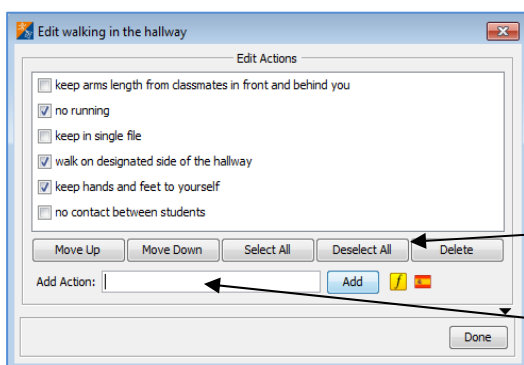 Edit walking in the hallway
Edit Actions
keep arms length from classmates in front and behind you
no running
keep in single file
walk on designated side of the hallway
keep hands and feet to yourself
no contact between students
Move Up Move Down Select All Deselect All Delete
Add Action: Add f
Done